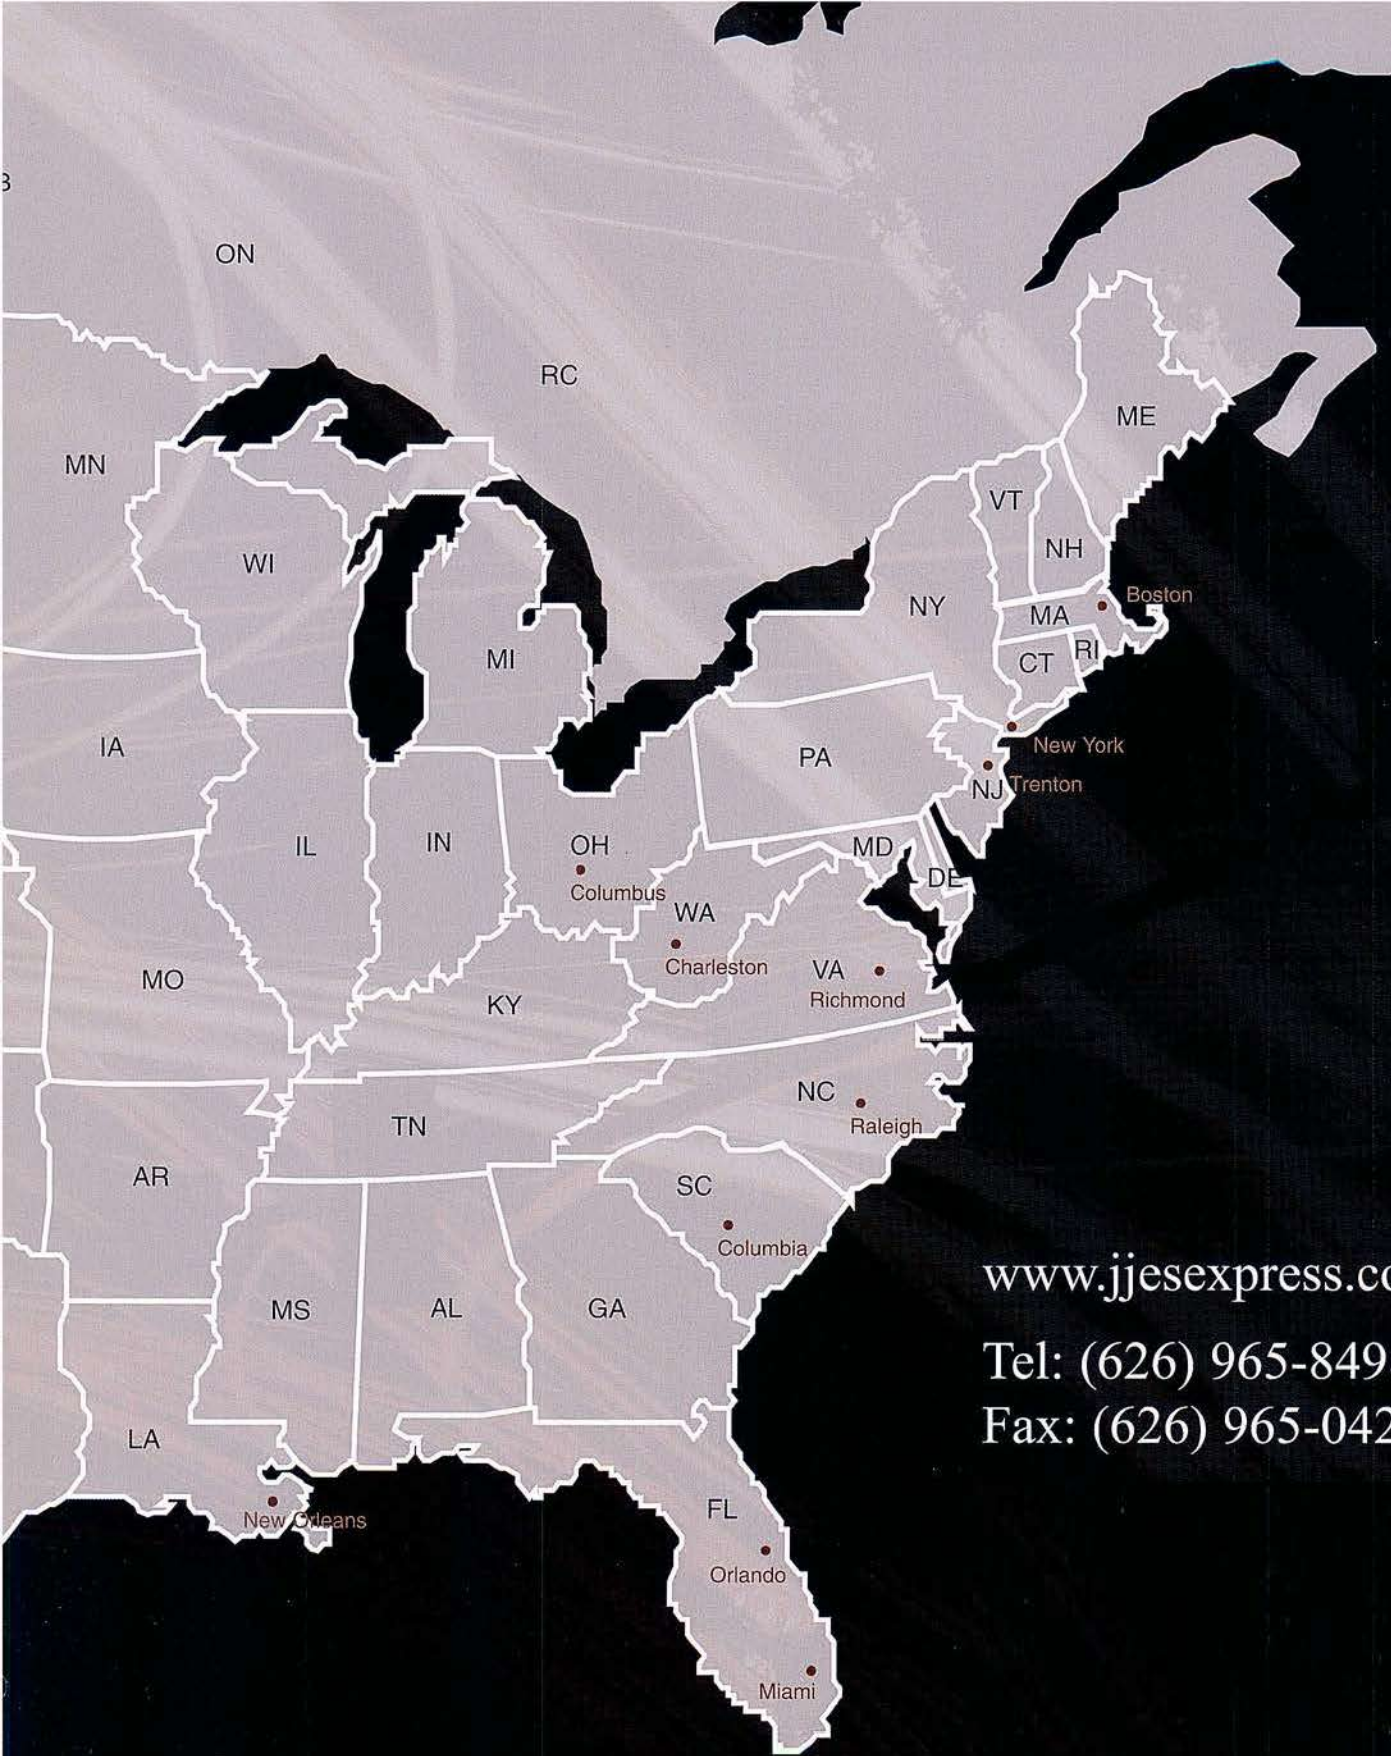 ON
RC
ME
MN
VT
WI
NH
Boston
NY
MA
RI
MI
CT
New York
IA
PA
Trenton
NJ
IL
IN
OH
MD
DE
Columbus
WA
Charleston
MO
VA
Richmond
KY
NC
Raleigh
TN
AR
SC
Columbia
www.jjesexpress.co
MS
AL
GA
Tel: (626) 965-849
Fax: (626) 965-042
LA
FL
New Orleans
Orlando
Miami